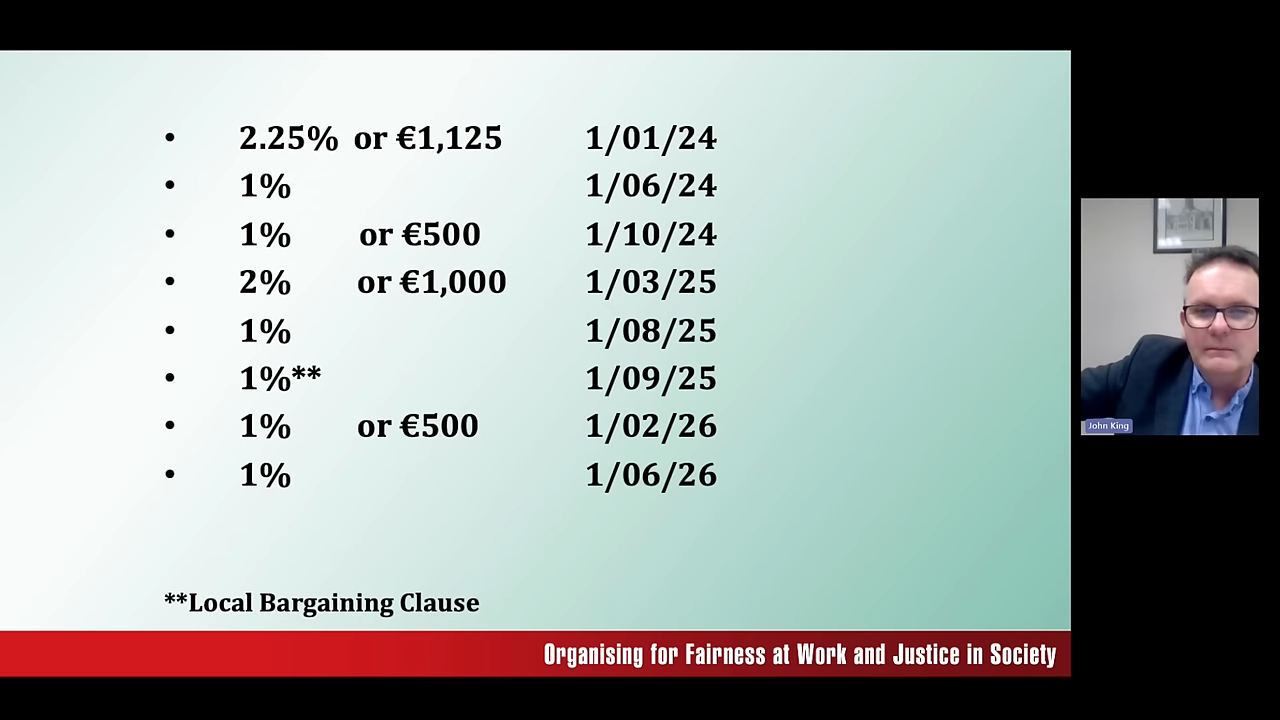 • 2.25% or €1,125 1/01/24
• 1% 1/06/24
• 1% or €500 1/10/24
• 2% or €1,000 1/03/25
• 1% 1/08/25
• 1%** 1/09/25
• 1% or €500 1/02/26
• 1% 1/06/26
**Local Bargaining Clause
Organising for Fairness at Work and Justice in Society
John King